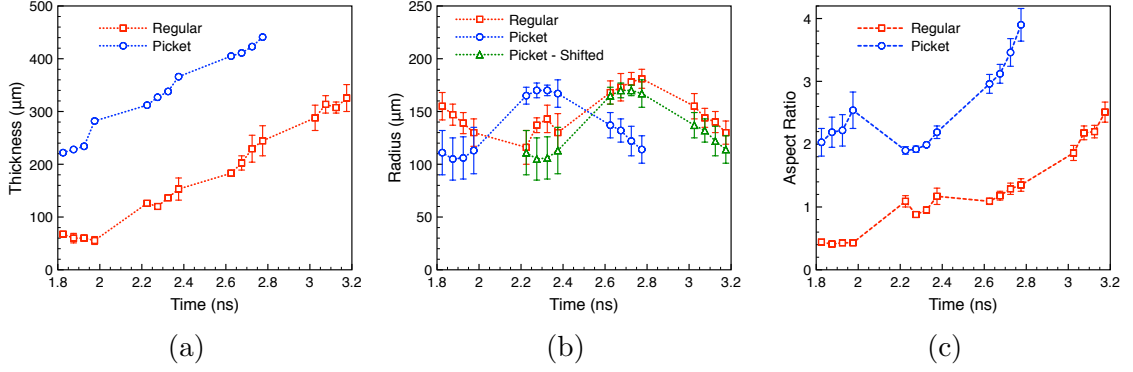 500
400
300
200
100
0
Thickness (µm)
1.8 2 2.2 2.4 2.6 2.8 3 3.2
Time (ns)
Regular
Picket
(a)
250
200
150
100
50
0
Radius (µm)
1.8 2 2.2 2.4 2.6 2.8 3 3.2
Time (ns)
Regular
Picket
Picket - Shifted
(b)
4
3
2
1
0
Aspect Ratio
1.8 2 2.2 2.4 2.6 2.8 3 3.2
Time (ns)
Regular
Picket
(c)